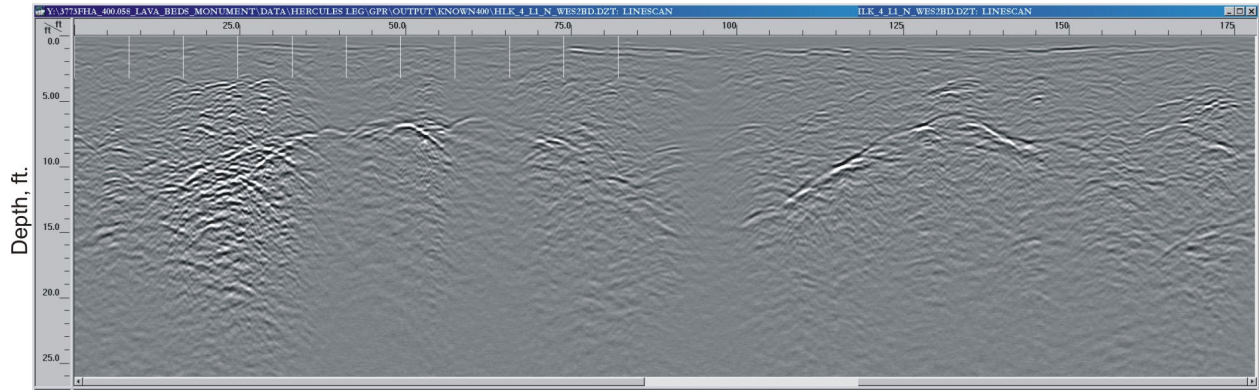 Y:\3773FHA_400.058_LAVA_BEDS_MONUMENT\DATA\HERCULES LEG\GPR\OUTPUT\KNOWN400\HLK_4_L1_N_WES2BD.DZT: LINESCAN
HLK_4_L1_N_WES2BD.DZT: LINESCAN
ft / ft
25.0 50.0 75.0 100 125 150 175
0.0
5.00
10.0
15.0
20.0
25.0
Depth, ft.